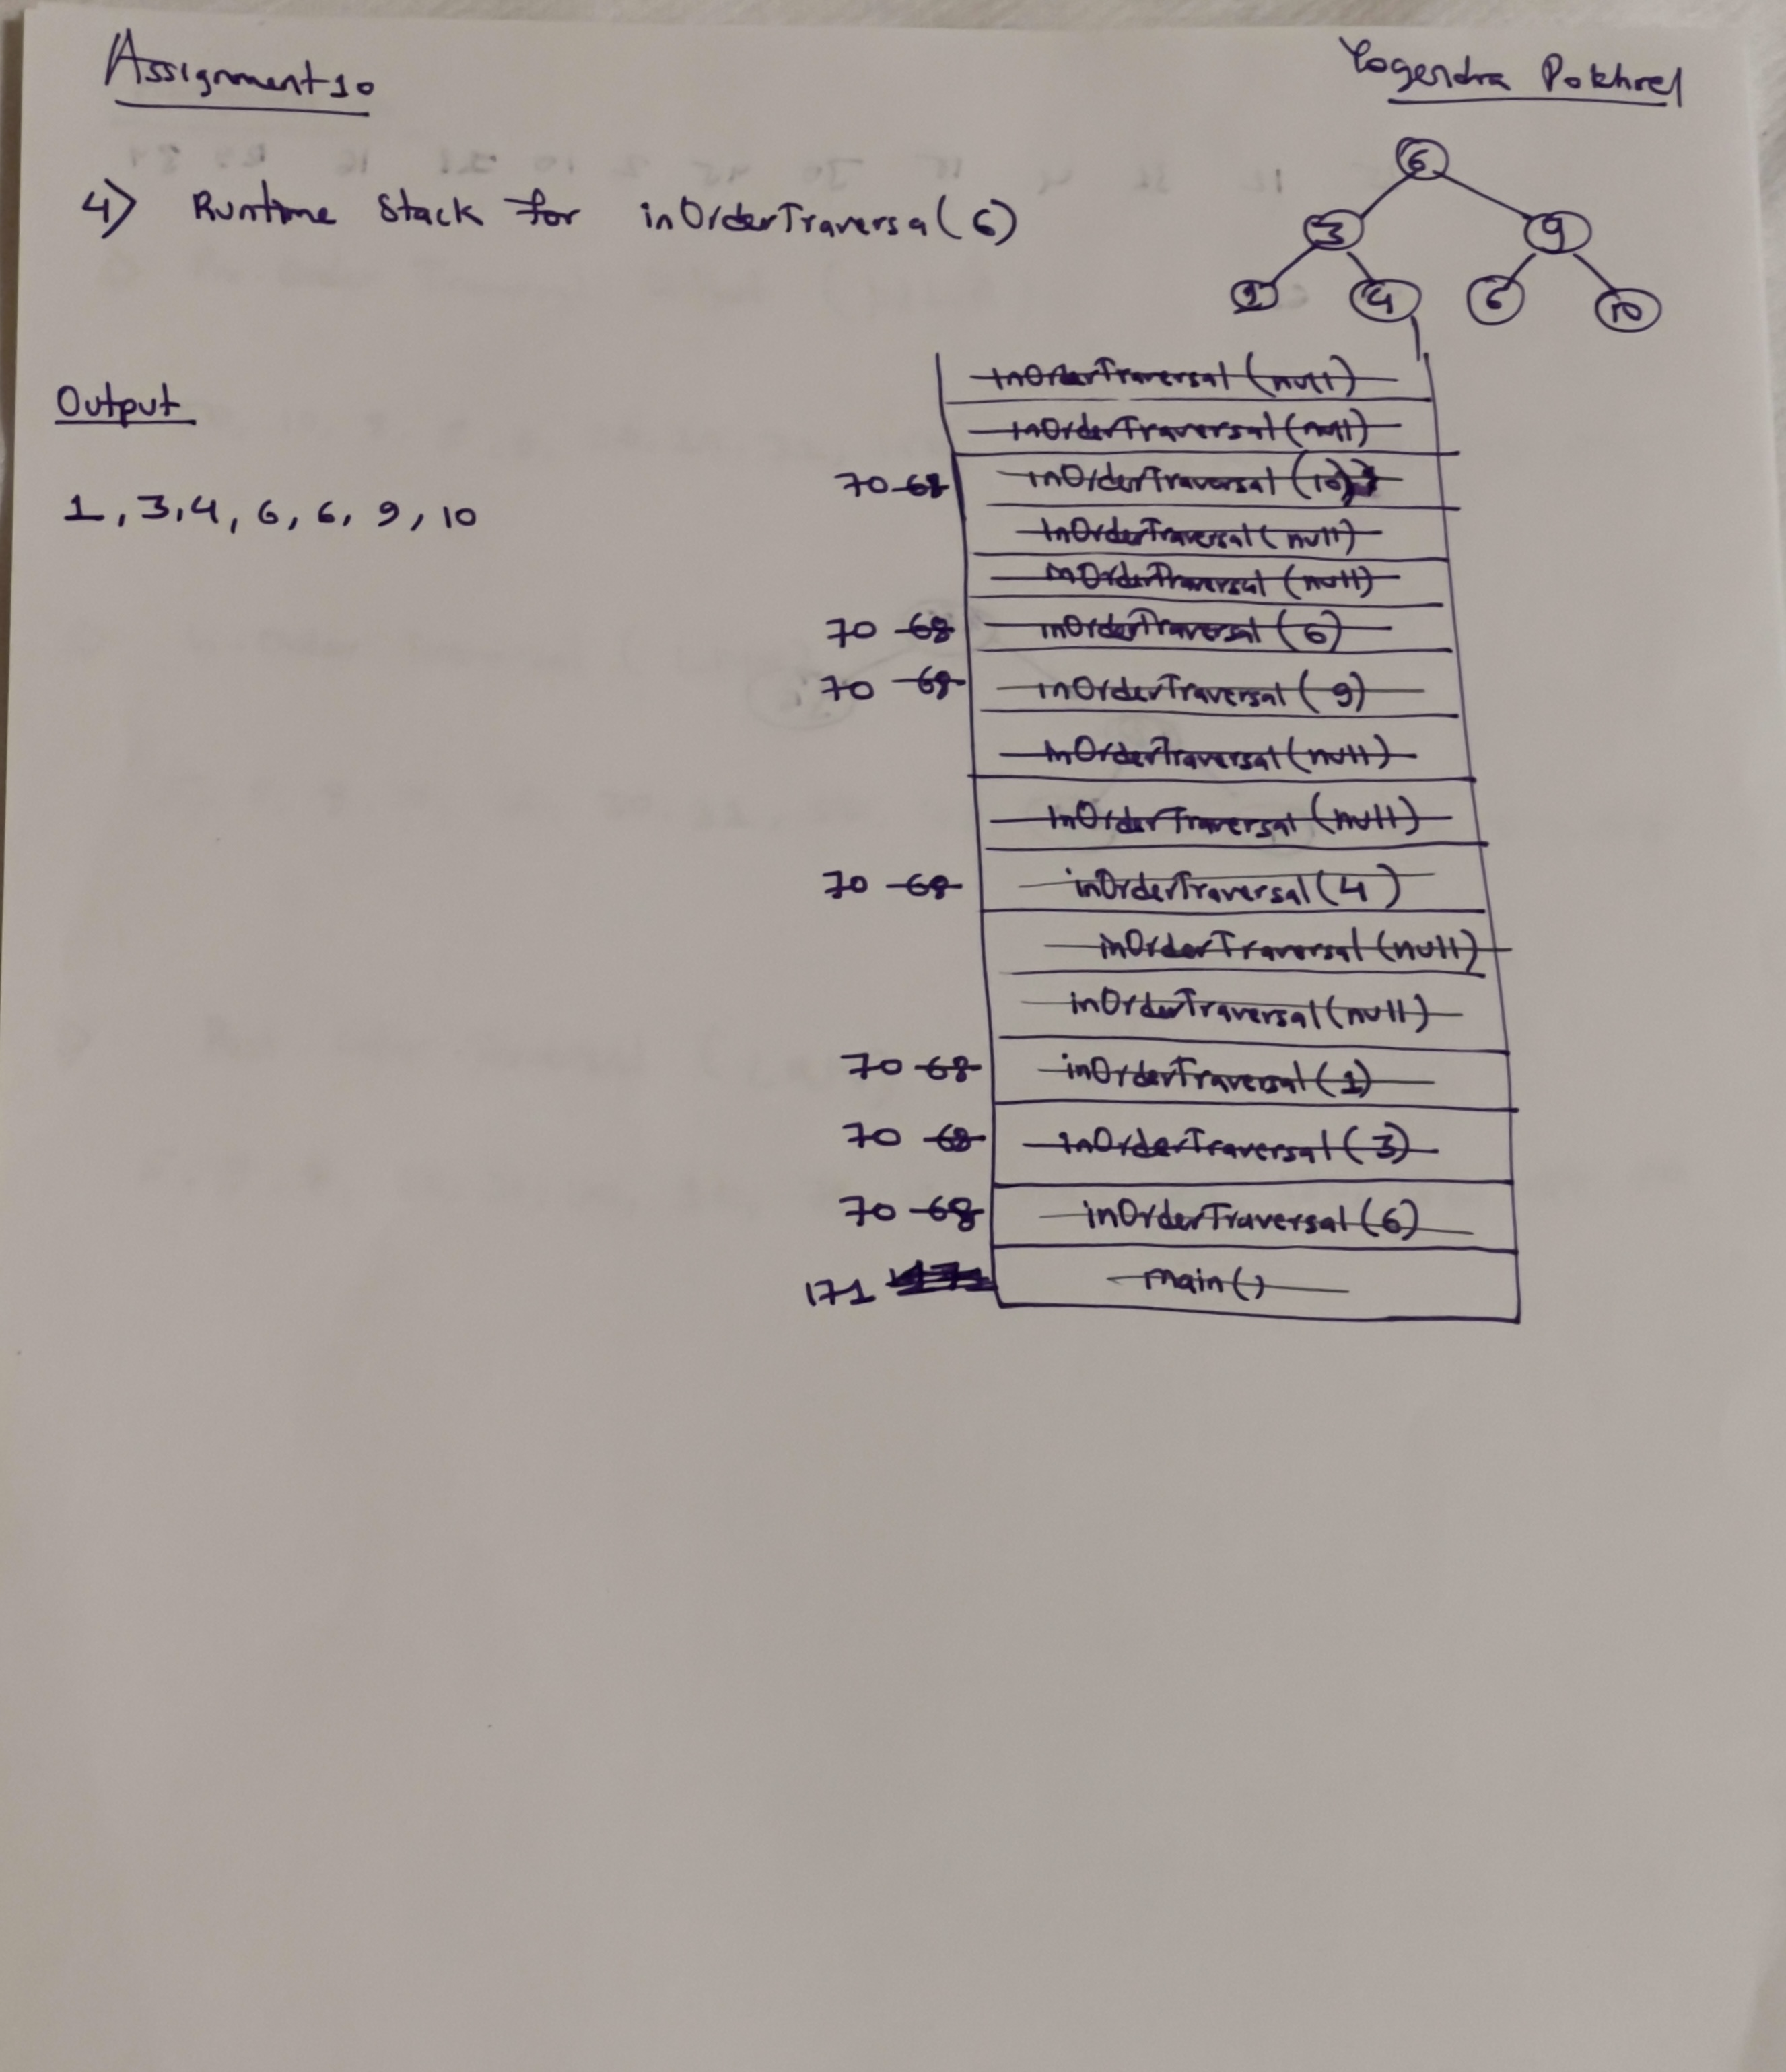 Assignment 10
Yogendra Pokhrel
4) Runtime Stack for inOrderTraversa(6)
6
3 9
4 6 10
Output
1, 3, 4, 6, 6, 9, 10
inOrderTraversal (null)
inOrderTraversal (null)
70 68 inOrderTraversal (10)
InOrderTraversal (null)
inOrderTraversal (null)
70 68 inOrderTraversal (6)
70 68 inOrderTraversal (9)
InOrderTraversal (null)
InOrderTraversal (null)
70 68 inOrderTraversal (4)
inOrderTraversal (null)
inOrderTraversal (null)
70 68 inOrderTraversal (1)
70 68 inOrderTraversal (3)
70 68 inOrderTraversal (6)
171 main()